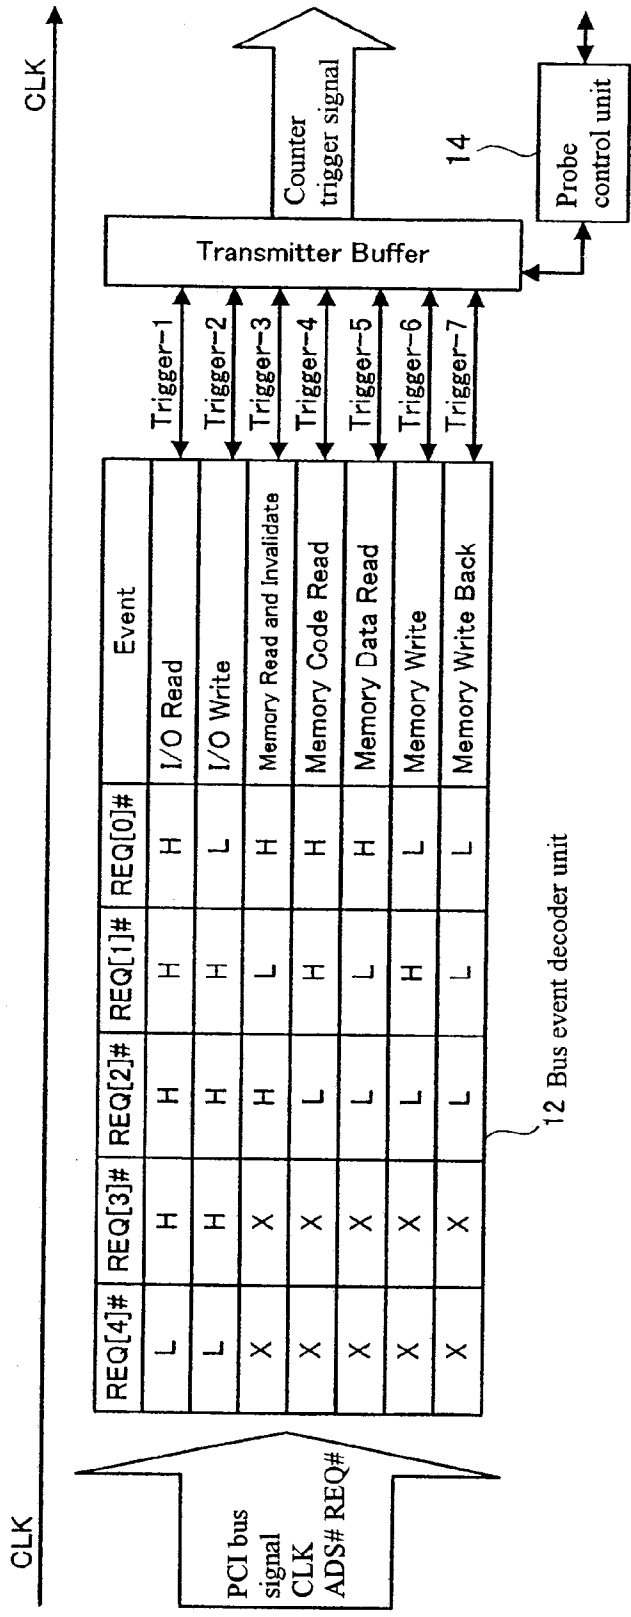 CLK
CLK
PCI bus
signal
CLK
ADS# REQ#
REQ[4]# REQ[3]# REQ[2]# REQ[1]# REQ[0]# Event
L H H H H I/O Read
L H H H L I/O Write
X X H L H Memory Read and Invalidate
X X L H H Memory Code Read
X X L L H Memory Data Read
X X L H L Memory Write
X X L L L Memory Write Back
Trigger-1
Trigger-2
Trigger-3
Trigger-4
Trigger-5
Trigger-6
Trigger-7
Transmitter Buffer
Counter
trigger signal
12 Bus event decoder unit
14
Probe
control unit